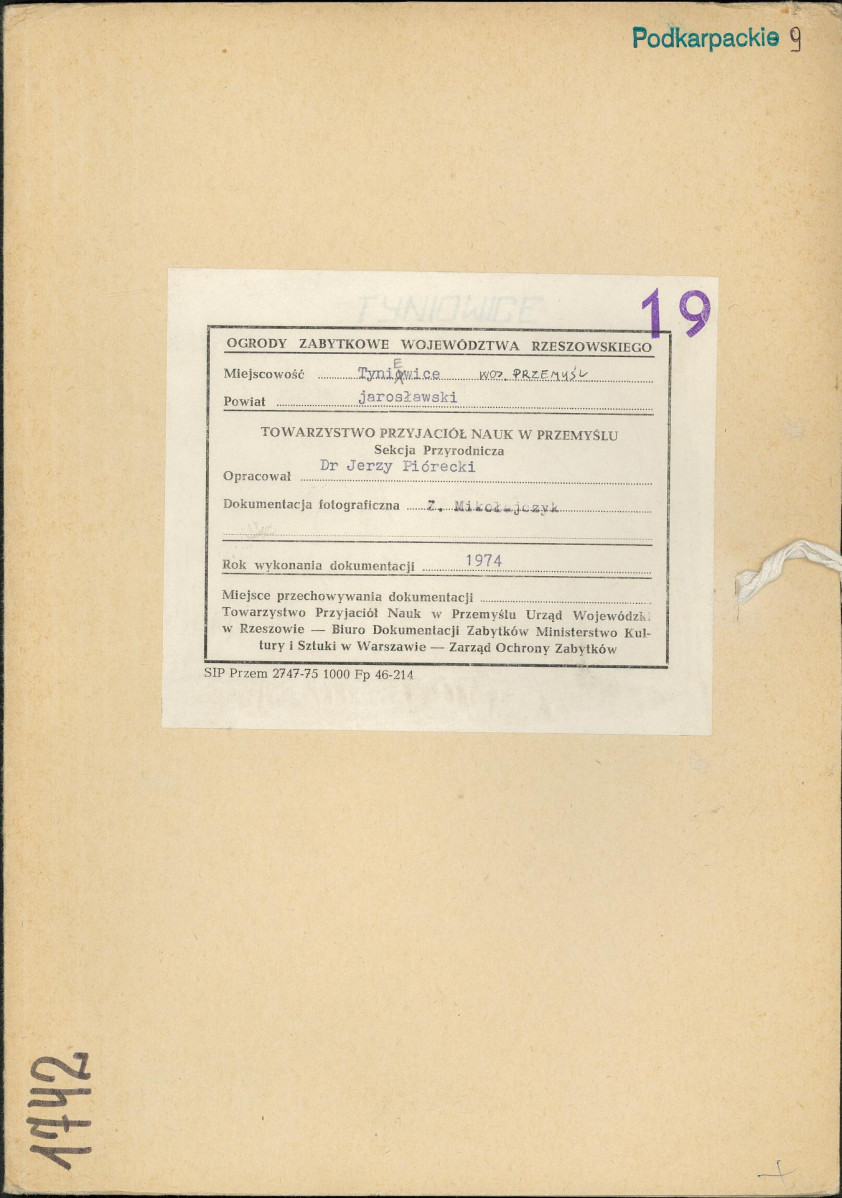 Podkarpackie 9
TYNIOWICE
19
OGRODY ZABYTKOWE WOJEWÓDZTWA RZESZOWSKIEGO
Miejscowość Tyniowice E WOJ. PRZEMYŚL
Powiat jarosławski
TOWARZYSTWO PRZYJACIÓŁ NAUK W PRZEMYŚLU
Sekcja Przyrodnicza
Opracował Dr Jerzy Piórecki
Dokumentacja fotograficzna Z. Mikołajczyk
Rok wykonania dokumentacji 1974
Miejsce przechowywania dokumentacji
Towarzystwo Przyjaciół Nauk w Przemyślu Urząd Wojewódzki
w Rzeszowie — Biuro Dokumentacji Zabytków Ministerstwo Kul-
tury i Sztuki w Warszawie — Zarząd Ochrony Zabytków
SIP Przem 2747-75 1000 Fp 46-214
1742